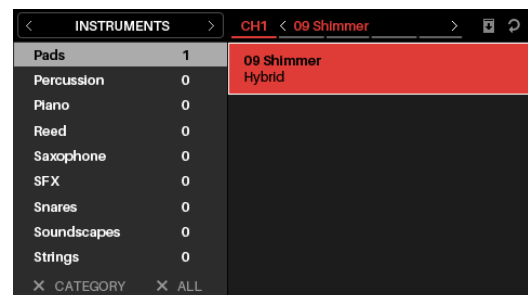 < INSTRUMENTS > CH1 < 09 Shimmer >
Pads 1
Percussion 0
Piano 0
Reed 0
Saxophone 0
SFX 0
Snares 0
Soundscapes 0
Strings 0
X CATEGORY X ALL
09 Shimmer
Hybrid